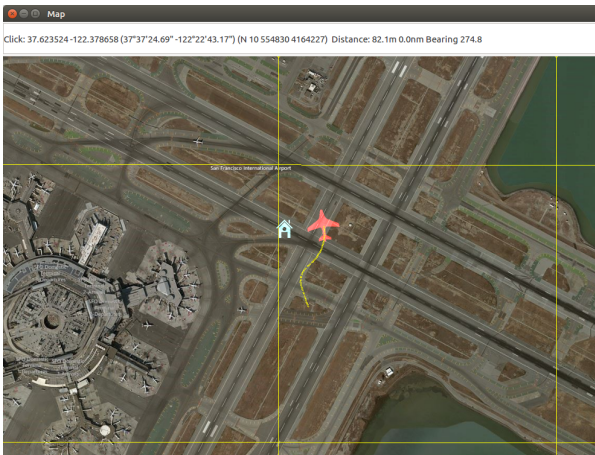 Map
Click: 37.623524 -122.378658 (37°37'24.69" -122°22'43.17") (N 10 554830 4164227) Distance: 82.1m 0.0nm Bearing 274.8
San Francisco International Airport